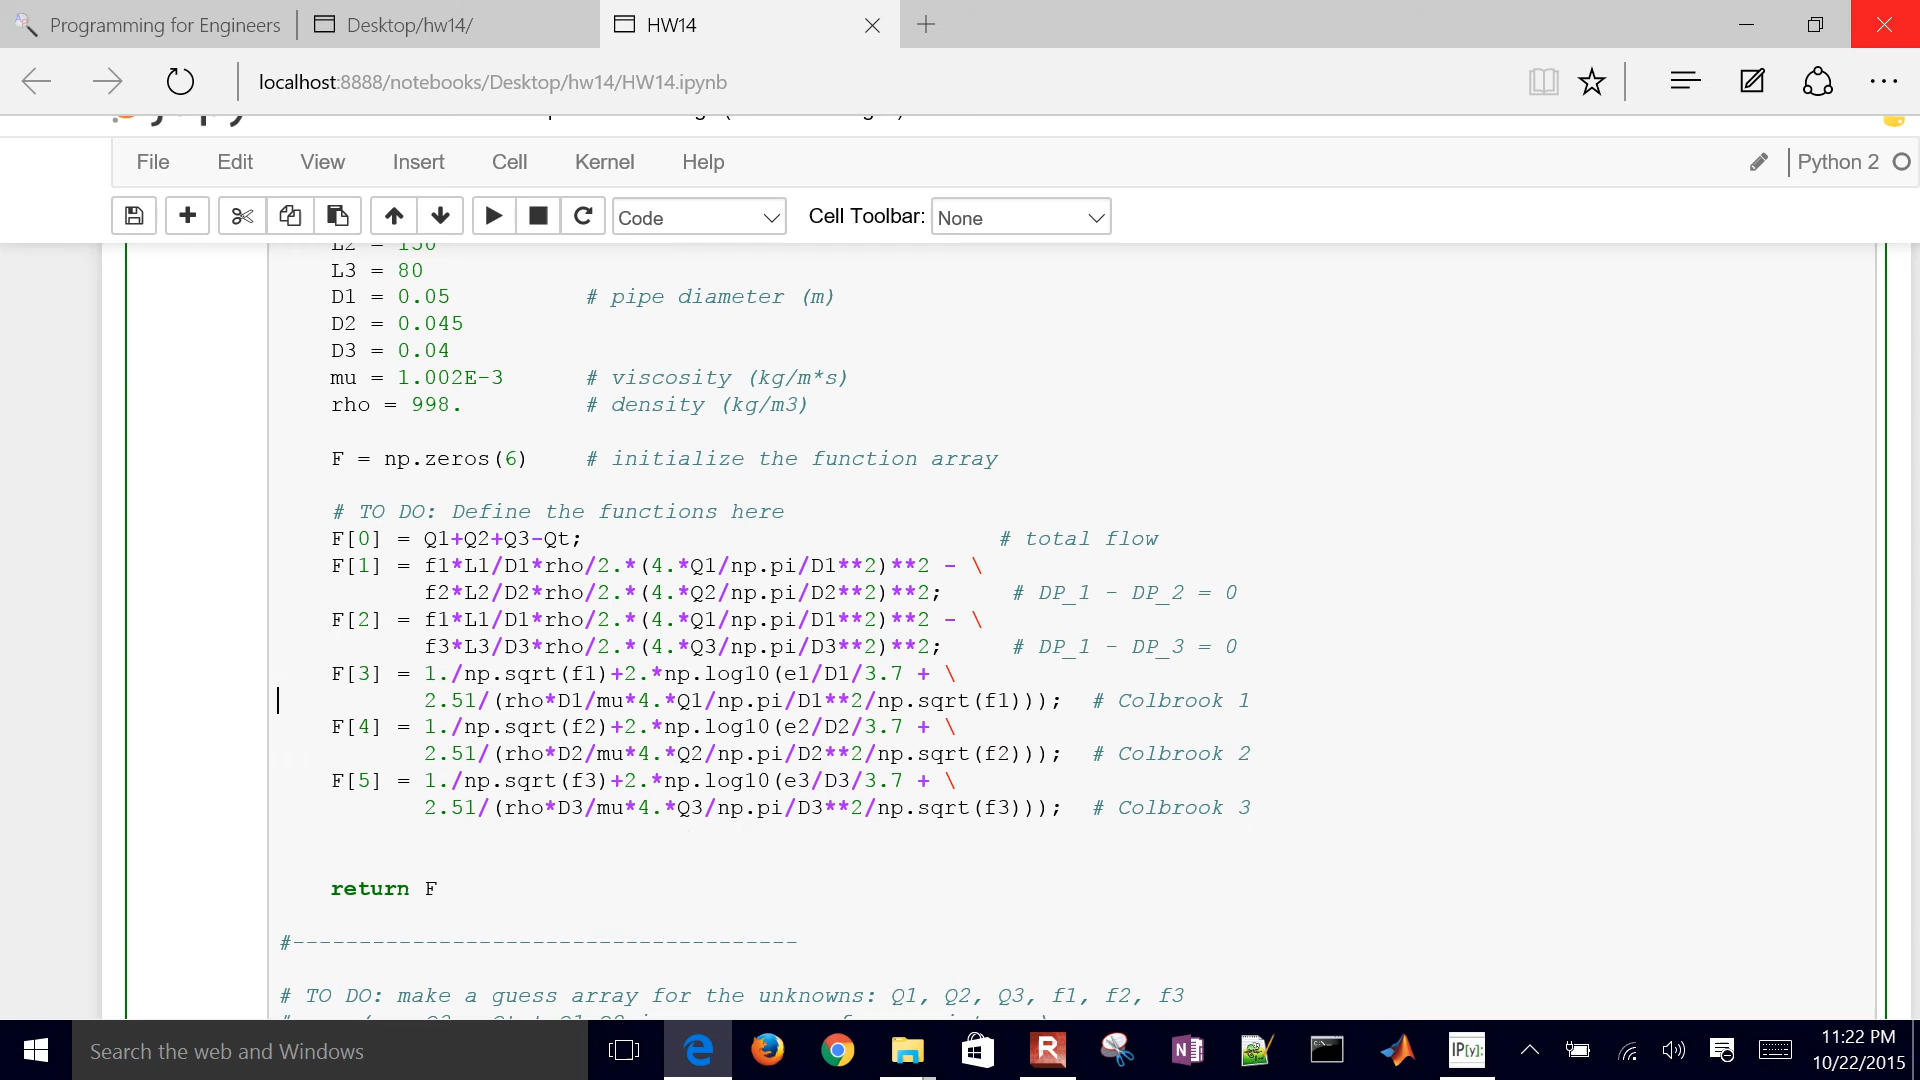 Programming for Engineers
Desktop/hw14/
HW14
localhost:8888/notebooks/Desktop/hw14/HW14.ipynb
File Edit View Insert Cell Kernel Help
Python 2
Code
Cell Toolbar: None
L2 = 150
L3 = 80
D1 = 0.05 # pipe diameter (m)
D2 = 0.045
D3 = 0.04
mu = 1.002E-3 # viscosity (kg/m*s)
rho = 998. # density (kg/m3)
F = np.zeros(6) # initialize the function array
# TO DO: Define the functions here
F[0] = Q1+Q2+Q3-Qt; # total flow
F[1] = f1*L1/D1*rho/2.*(4.*Q1/np.pi/D1**2)**2 - \
f2*L2/D2*rho/2.*(4.*Q2/np.pi/D2**2)**2; # DP_1 - DP_2 = 0
F[2] = f1*L1/D1*rho/2.*(4.*Q1/np.pi/D1**2)**2 - \
f3*L3/D3*rho/2.*(4.*Q3/np.pi/D3**2)**2; # DP_1 - DP_3 = 0
F[3] = 1./np.sqrt(f1)+2.*np.log10(e1/D1/3.7 + \
2.51/(rho*D1/mu*4.*Q1/np.pi/D1**2/np.sqrt(f1))); # Colbrook 1
F[4] = 1./np.sqrt(f2)+2.*np.log10(e2/D2/3.7 + \
2.51/(rho*D2/mu*4.*Q2/np.pi/D2**2/np.sqrt(f2))); # Colbrook 2
F[5] = 1./np.sqrt(f3)+2.*np.log10(e3/D3/3.7 + \
2.51/(rho*D3/mu*4.*Q3/np.pi/D3**2/np.sqrt(f3))); # Colbrook 3
return F
#---------------------------------------
# TO DO: make a guess array for the unknowns: Q1, Q2, Q3, f1, f2, f3
Search the web and Windows
IP[y]:
11:22 PM
10/22/2015